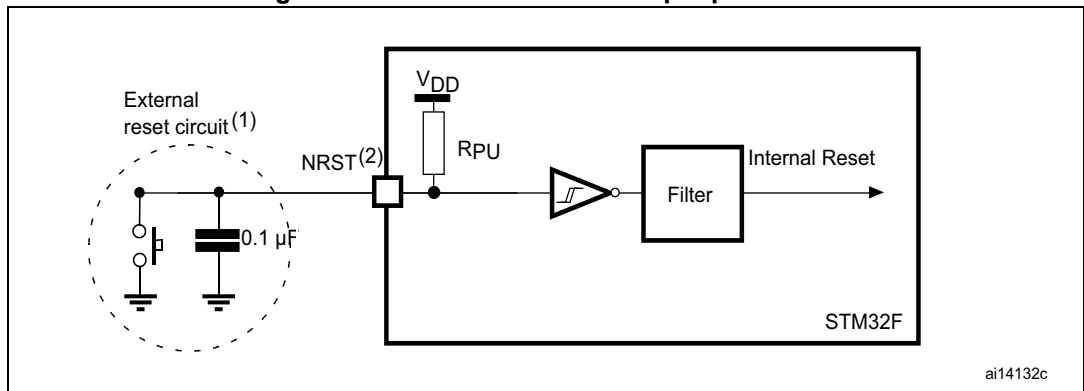 VDD
External
reset circuit(1)
NRST(2)
RPU
Internal Reset
Filter
0.1 μF
STM32F
ai14132c